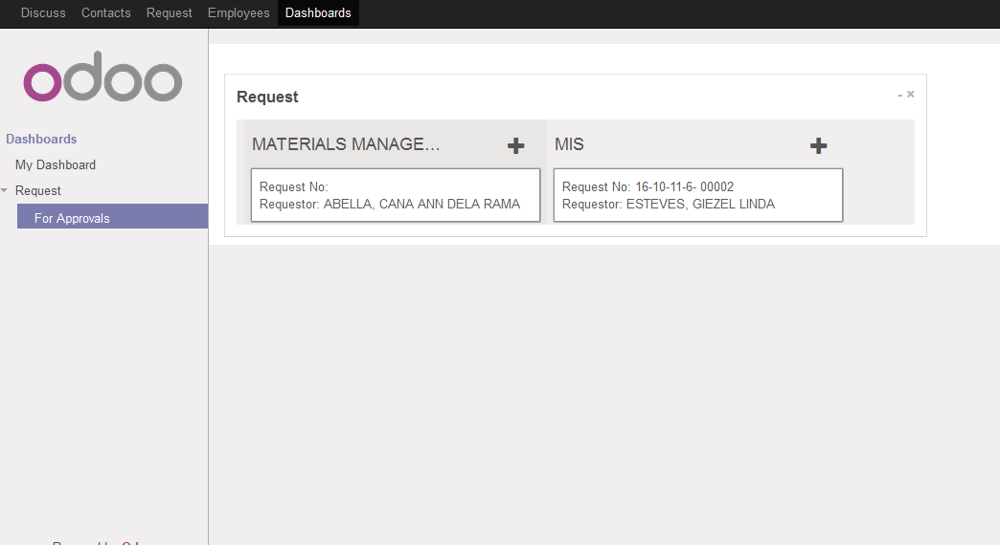 Discuss Contacts Request Employees Dashboards
odoo
Dashboards
My Dashboard
Request
For Approvals
Request
- ×
MATERIALS MANAGE...
MIS
Request No:
Requestor: ABELLA, CANA ANN DELA RAMA
Request No: 16-10-11-6- 00002
Requestor: ESTEVES, GIEZEL LINDA